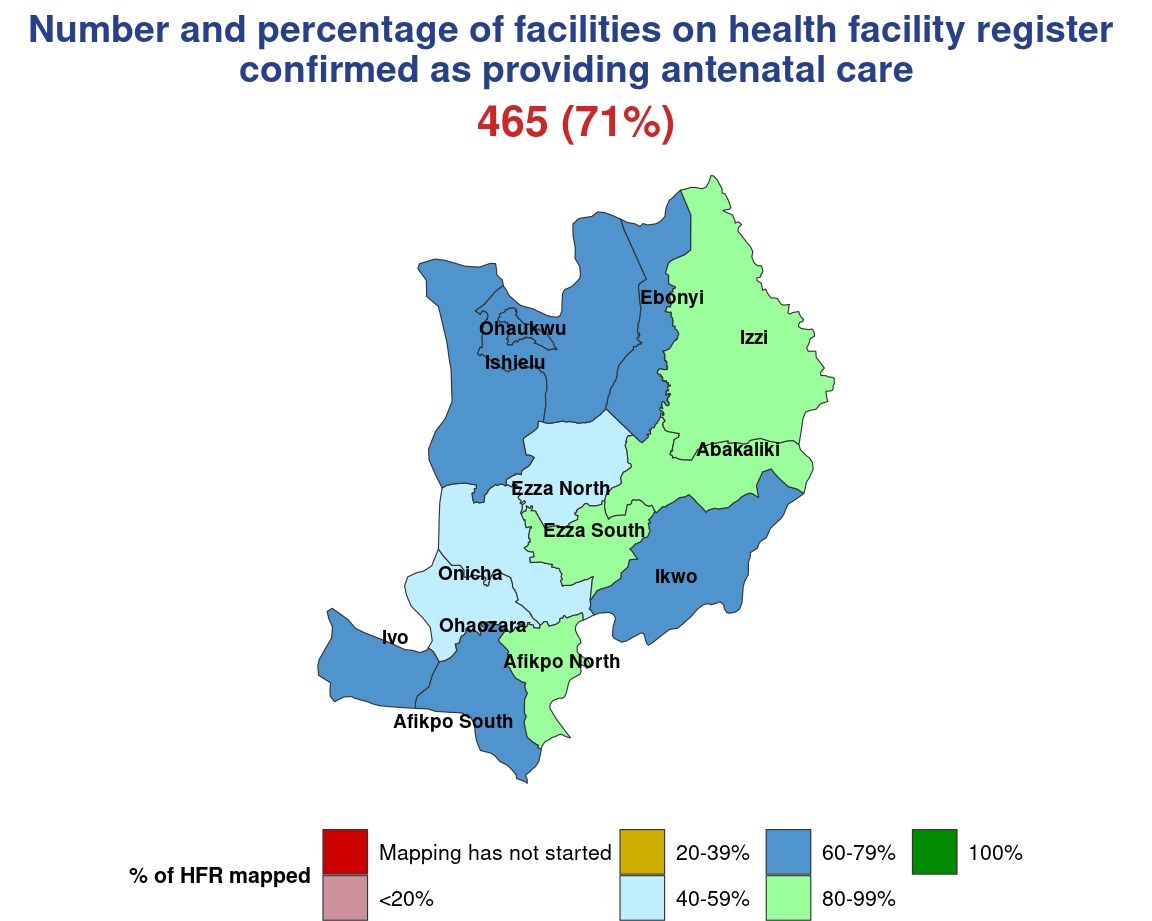 Number and percentage of facilities on health facility register
confirmed as providing antenatal care
465 (71%)
Ebonyi
Ohaukwu
Izzi
Ishielu
Abakaliki
Ezza North
Ezza South
Onicha
Ikwo
Ohaozara
Ivo
Afikpo North
Afikpo South
% of HFR mapped
Mapping has not started
<20%
20-39%
40-59%
60-79%
80-99%
100%